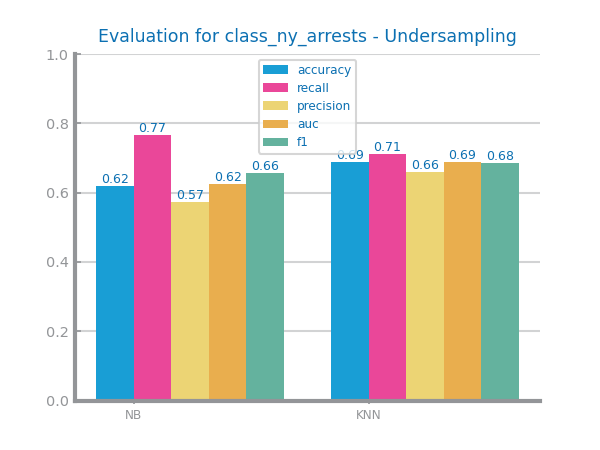 Evaluation for class_ny_arrests - Undersampling
1.0
0.8
0.6
0.4
0.2
0.0
accuracy
recall
precision
auc
f1
0.62
0.77
0.57
0.62
0.66
0.69
0.71
0.66
0.69
0.68
NB
KNN